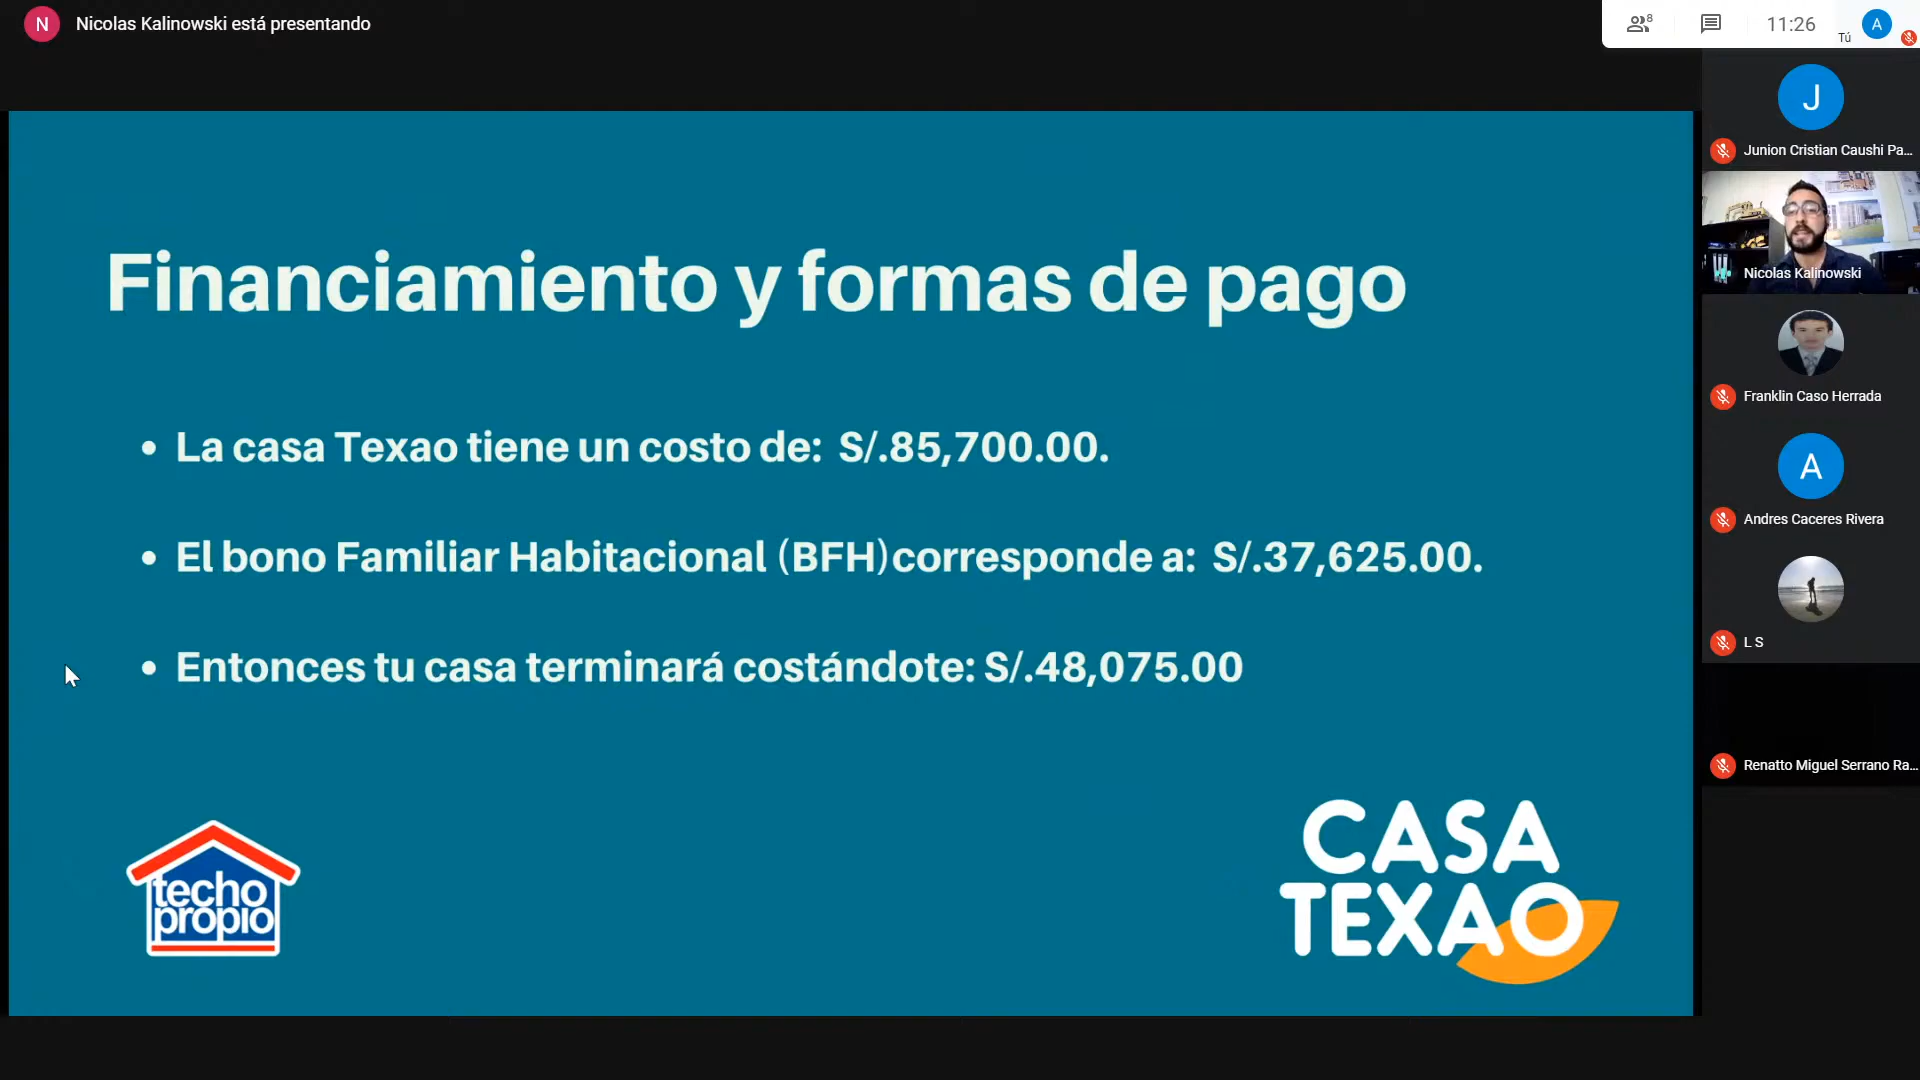 N Nicolas Kalinowski está presentando
8
11:26
Tú
A
Financiamiento y formas de pago
• La casa Texao tiene un costo de: S/.85,700.00.
• El bono Familiar Habitacional (BFH)corresponde a: S/.37,625.00.
• Entonces tu casa terminará costándote: S/.48,075.00
techo
propio
CASA
TEXAO
J
Junion Cristian Caushi Pa...
Nicolas Kalinowski
Franklin Caso Herrada
A
Andres Caceres Rivera
L S
Renatto Miguel Serrano Ra...